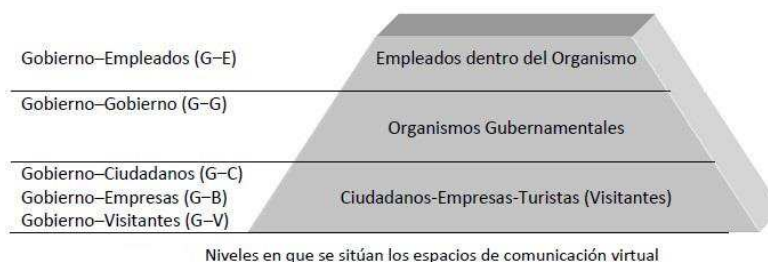 Gobierno–Empleados (G–E)
Empleados dentro del Organismo
Gobierno–Gobierno (G–G)
Organismos Gubernamentales
Gobierno–Ciudadanos (G–C)
Gobierno–Empresas (G–B)
Ciudadanos-Empresas-Turistas (Visitantes)
Gobierno–Visitantes (G–V)
Niveles en que se sitúan los espacios de comunicación virtual